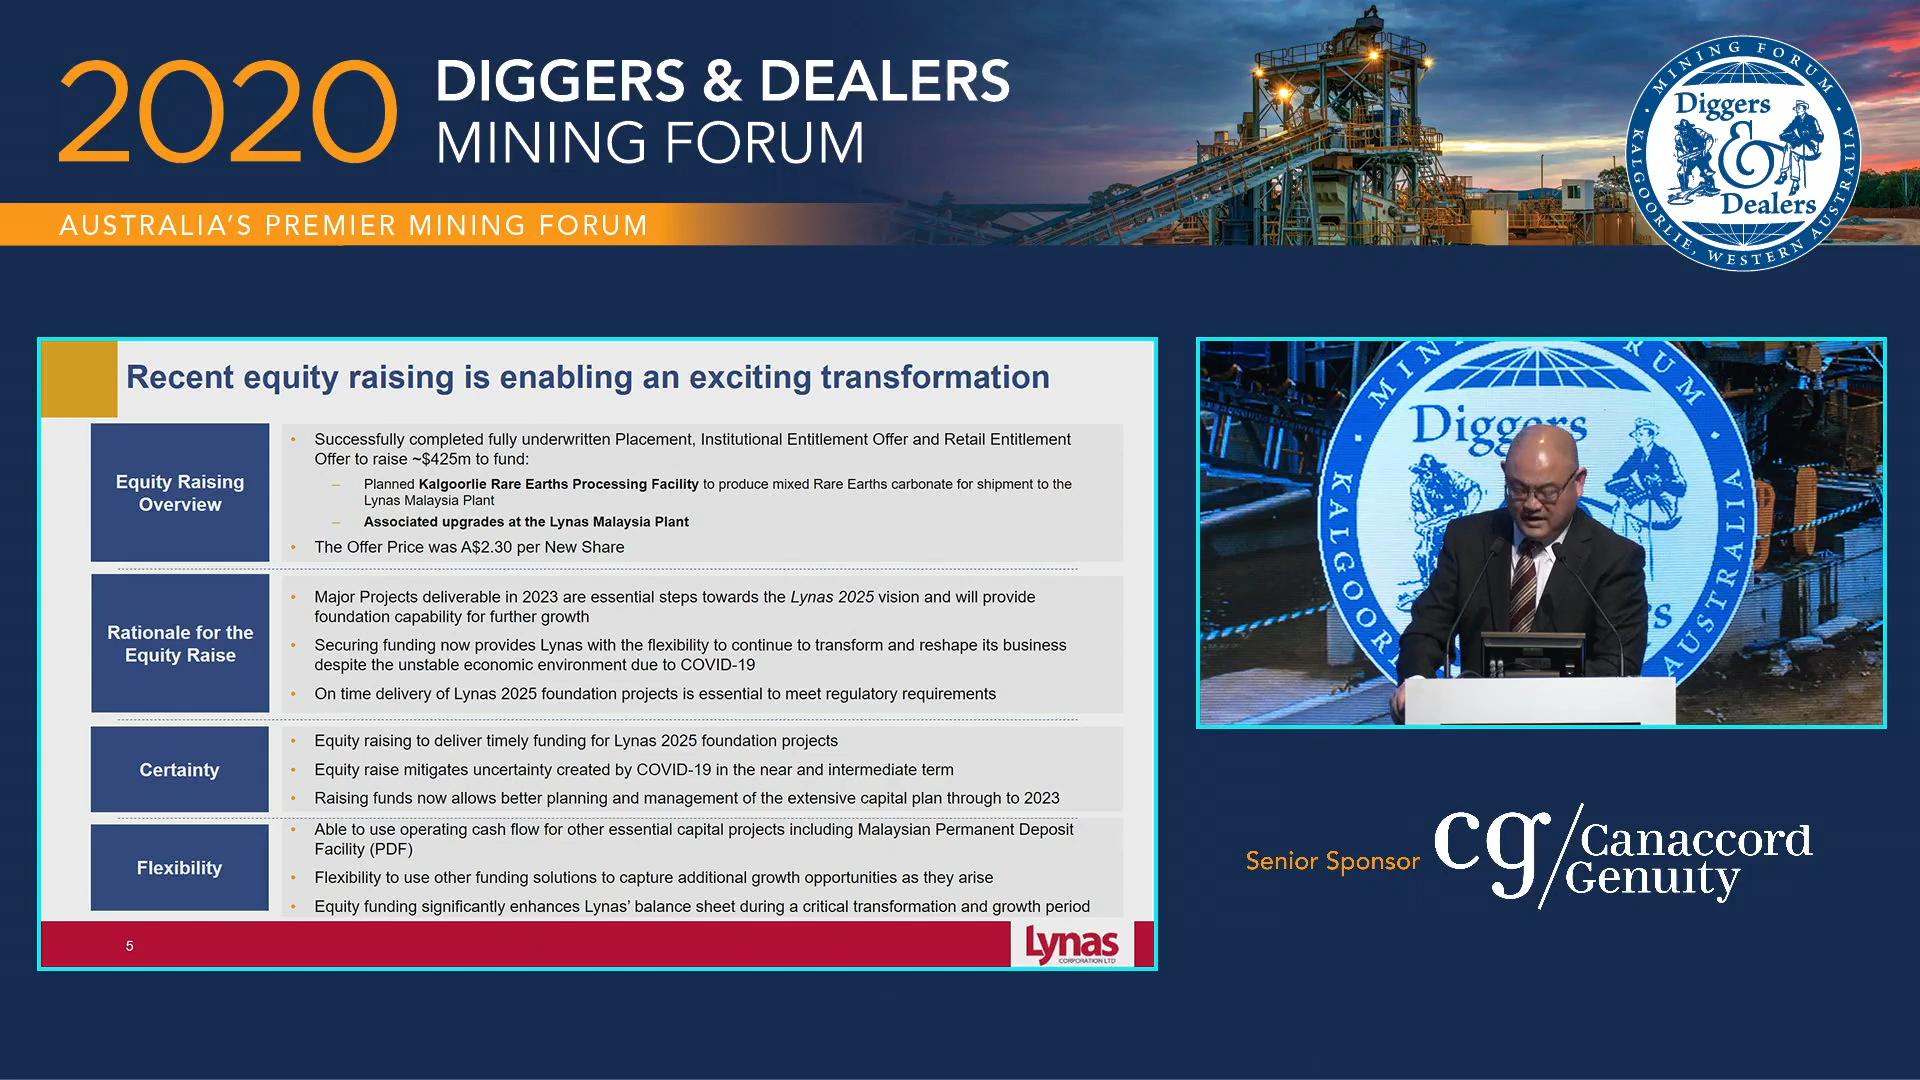 2020
DIGGERS & DEALERS
MINING FORUM
AUSTRALIA'S PREMIER MINING FORUM
MINING FORUM
Diggers
&
Dealers
KALGOORLIE, WESTERN AUSTRALIA
Recent equity raising is enabling an exciting transformation
Equity Raising
Overview
• Successfully completed fully underwritten Placement, Institutional Entitlement Offer and Retail Entitlement
Offer to raise ~$425m to fund:
– Planned Kalgoorlie Rare Earths Processing Facility to produce mixed Rare Earths carbonate for shipment to the
Lynas Malaysia Plant
– Associated upgrades at the Lynas Malaysia Plant
• The Offer Price was A$2.30 per New Share
Rationale for the
Equity Raise
• Major Projects deliverable in 2023 are essential steps towards the Lynas 2025 vision and will provide
foundation capability for further growth
• Securing funding now provides Lynas with the flexibility to continue to transform and reshape its business
despite the unstable economic environment due to COVID-19
• On time delivery of Lynas 2025 foundation projects is essential to meet regulatory requirements
Certainty
• Equity raising to deliver timely funding for Lynas 2025 foundation projects
• Equity raise mitigates uncertainty created by COVID-19 in the near and intermediate term
• Raising funds now allows better planning and management of the extensive capital plan through to 2023
Flexibility
• Able to use operating cash flow for other essential capital projects including Malaysian Permanent Deposit
Facility (PDF)
• Flexibility to use other funding solutions to capture additional growth opportunities as they arise
• Equity funding significantly enhances Lynas' balance sheet during a critical transformation and growth period
5
Lynas
CORPORATION LTD
MIN RUM
Diggers
KALGOOR
AUSTRALIA
Senior Sponsor
cg/Canaccord
Genuity